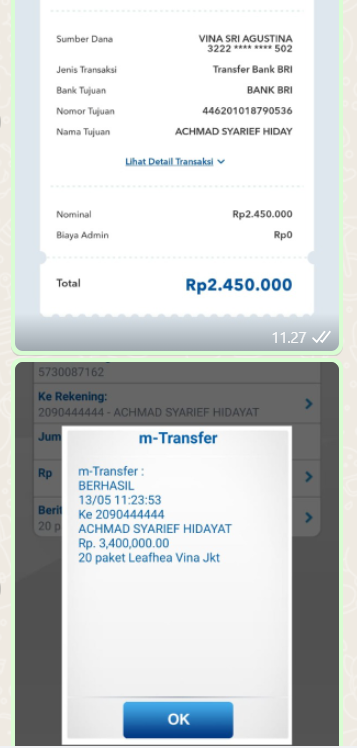 Sumber Dana VINA SRI AGUSTINA
3222 **** **** 502
Jenis Transaksi Transfer Bank BRI
Bank Tujuan BANK BRI
Nomor Tujuan 446201018790536
Nama Tujuan ACHMAD SYARIEF HIDAY
Lihat Detail Transaksi
Nominal Rp2.450.000
Biaya Admin Rp0
Total Rp2.450.000
11.27
5730087162
Ke Rekening:
2090444444 - ACHMAD SYARIEF HIDAYAT
Jum
Rp
Berit
20 p
m-Transfer
m-Transfer :
BERHASIL
13/05 11:23:53
Ke 2090444444
ACHMAD SYARIEF HIDAYAT
Rp. 3,400,000.00
20 paket Leafhea Vina Jkt
OK